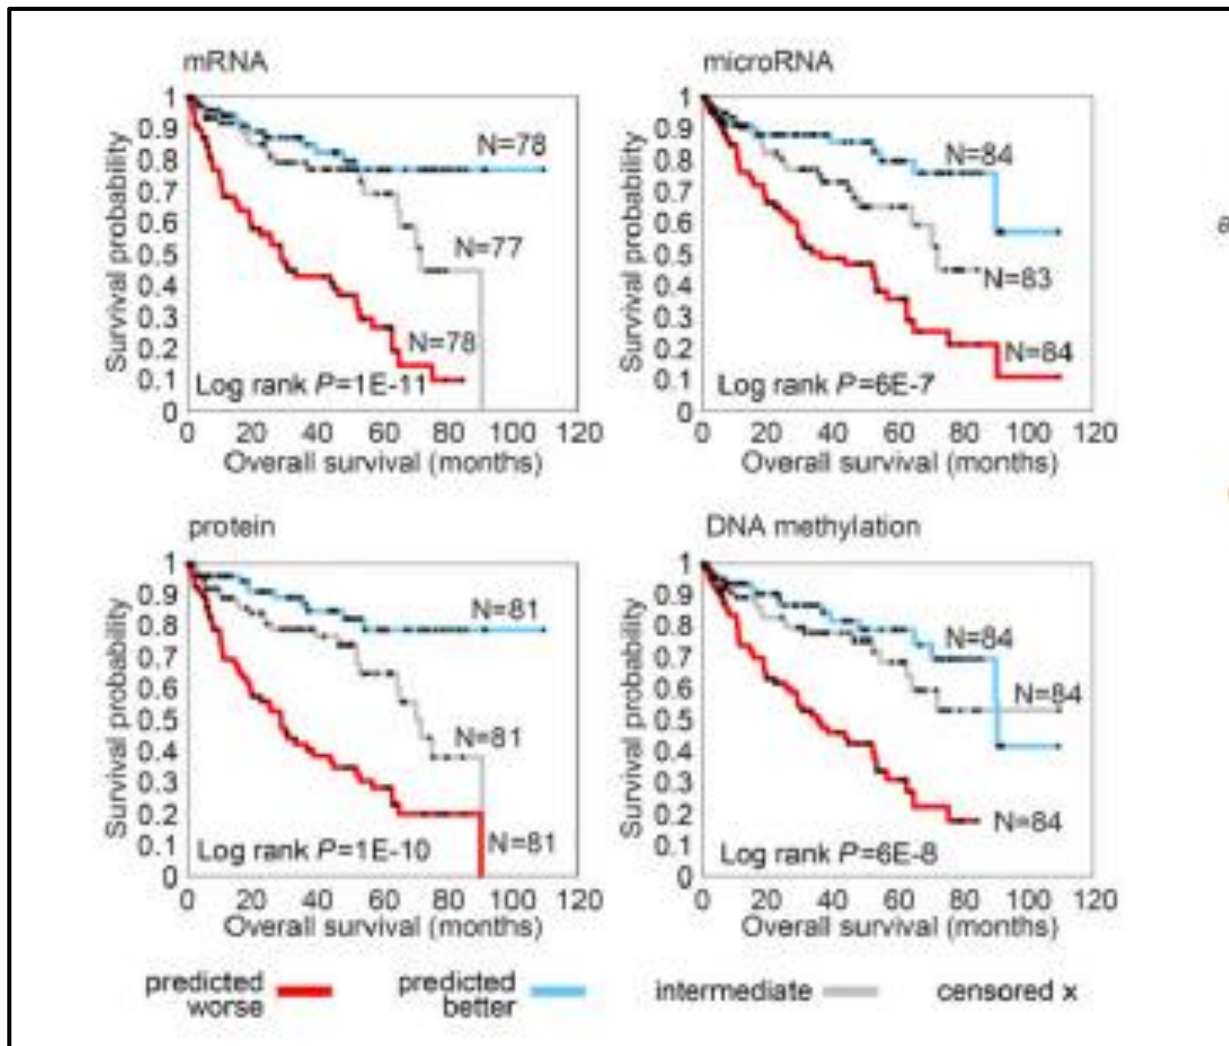 mRNA
1
0.9
0.8
0.7
0.6
0.5
0.4
0.3
0.2
0.1
0
Survival probability
N=78
N=77
N=78
Log rank P=1E-11
0 20 40 60 80 100 120
Overall survival (months)
microRNA
1
0.9
0.8
0.7
0.6
0.5
0.4
0.3
0.2
0.1
0
Survival probability
N=84
N=83
N=84
Log rank P=6E-7
0 20 40 60 80 100 120
Overall survival (months)
protein
1
0.9
0.8
0.7
0.6
0.5
0.4
0.3
0.2
0.1
0
Survival probability
N=81
N=81
N=81
Log rank P=1E-10
0 20 40 60 80 100 120
Overall survival (months)
DNA methylation
1
0.9
0.8
0.7
0.6
0.5
0.4
0.3
0.2
0.1
0
Survival probability
N=84
N=84
N=84
Log rank P=6E-8
0 20 40 60 80 100 120
Overall survival (months)
predicted
worse
predicted
better
intermediate
censored x